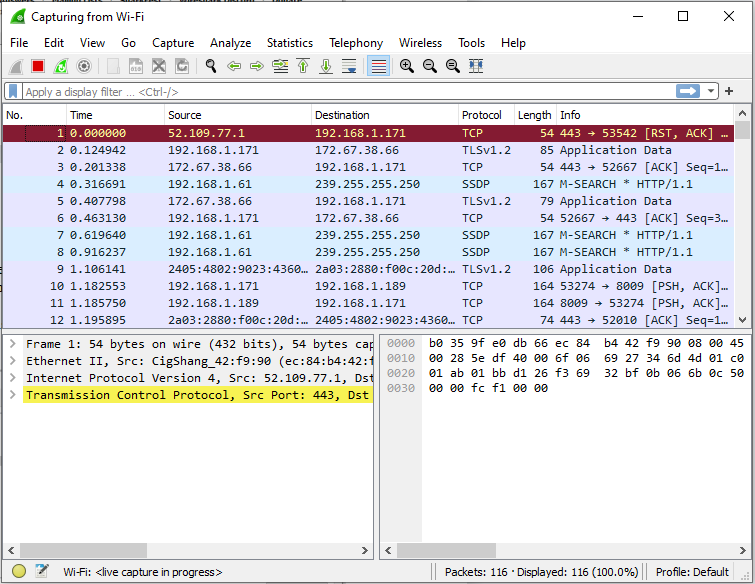 Capturing from Wi-Fi
File Edit View Go Capture Analyze Statistics Telephony Wireless Tools Help
Apply a display filter ... <Ctrl-/>
No. Time Source Destination Protocol Length Info
1 0.000000 52.109.77.1 192.168.1.171 TCP 54 443 → 53542 [RST, ACK] …
2 0.124942 192.168.1.171 172.67.38.66 TLSv1.2 85 Application Data
3 0.201338 172.67.38.66 192.168.1.171 TCP 54 443 → 52667 [ACK] Seq=1…
4 0.316691 192.168.1.61 239.255.255.250 SSDP 167 M-SEARCH * HTTP/1.1
5 0.407798 172.67.38.66 192.168.1.171 TLSv1.2 79 Application Data
6 0.463130 192.168.1.171 172.67.38.66 TCP 54 52667 → 443 [ACK] Seq=3…
7 0.619640 192.168.1.61 239.255.255.250 SSDP 167 M-SEARCH * HTTP/1.1
8 0.916237 192.168.1.61 239.255.255.250 SSDP 167 M-SEARCH * HTTP/1.1
9 1.106141 2405:4802:9023:4360… 2a03:2880:f00c:20d:… TLSv1.2 106 Application Data
10 1.182553 192.168.1.171 192.168.1.189 TCP 164 53274 → 8009 [PSH, ACK]…
11 1.185750 192.168.1.189 192.168.1.171 TCP 164 8009 → 53274 [PSH, ACK]…
12 1.195895 2a03:2880:f00c:20d:… 2405:4802:9023:4360… TCP 74 443 → 52010 [ACK] Seq=1…
Frame 1: 54 bytes on wire (432 bits), 54 bytes cap
Ethernet II, Src: CigShang_42:f9:90 (ec:84:b4:42:f
Internet Protocol Version 4, Src: 52.109.77.1, Dst
Transmission Control Protocol, Src Port: 443, Dst
0000 b0 35 9f e0 db 66 ec 84 b4 42 f9 90 08 00 45
0010 00 28 5e df 40 00 6f 06 69 27 34 6d 4d 01 c0
0020 01 ab 01 bb d1 26 f3 69 32 bf 0b 06 6b 0c 50
0030 00 00 fc f1 00 00
Wi-Fi: <live capture in progress> Packets: 116 · Displayed: 116 (100.0%) Profile: Default